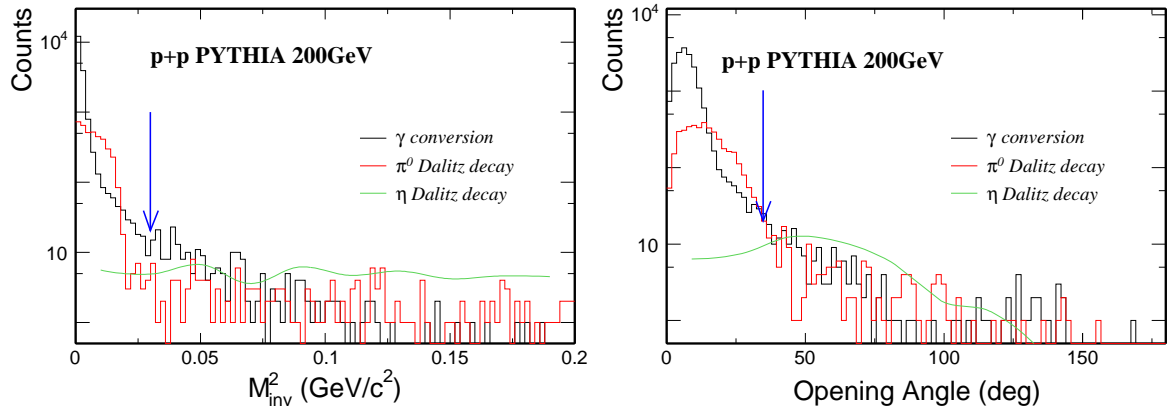 Counts
10⁴
10
p+p PYTHIA 200GeV
γ conversion
π⁰ Dalitz decay
η Dalitz decay
0 0.05 0.1 0.15 0.2
M²inv (GeV/c²)
Counts
10⁴
10
p+p PYTHIA 200GeV
γ conversion
π⁰ Dalitz decay
η Dalitz decay
0 50 100 150
Opening Angle (deg)